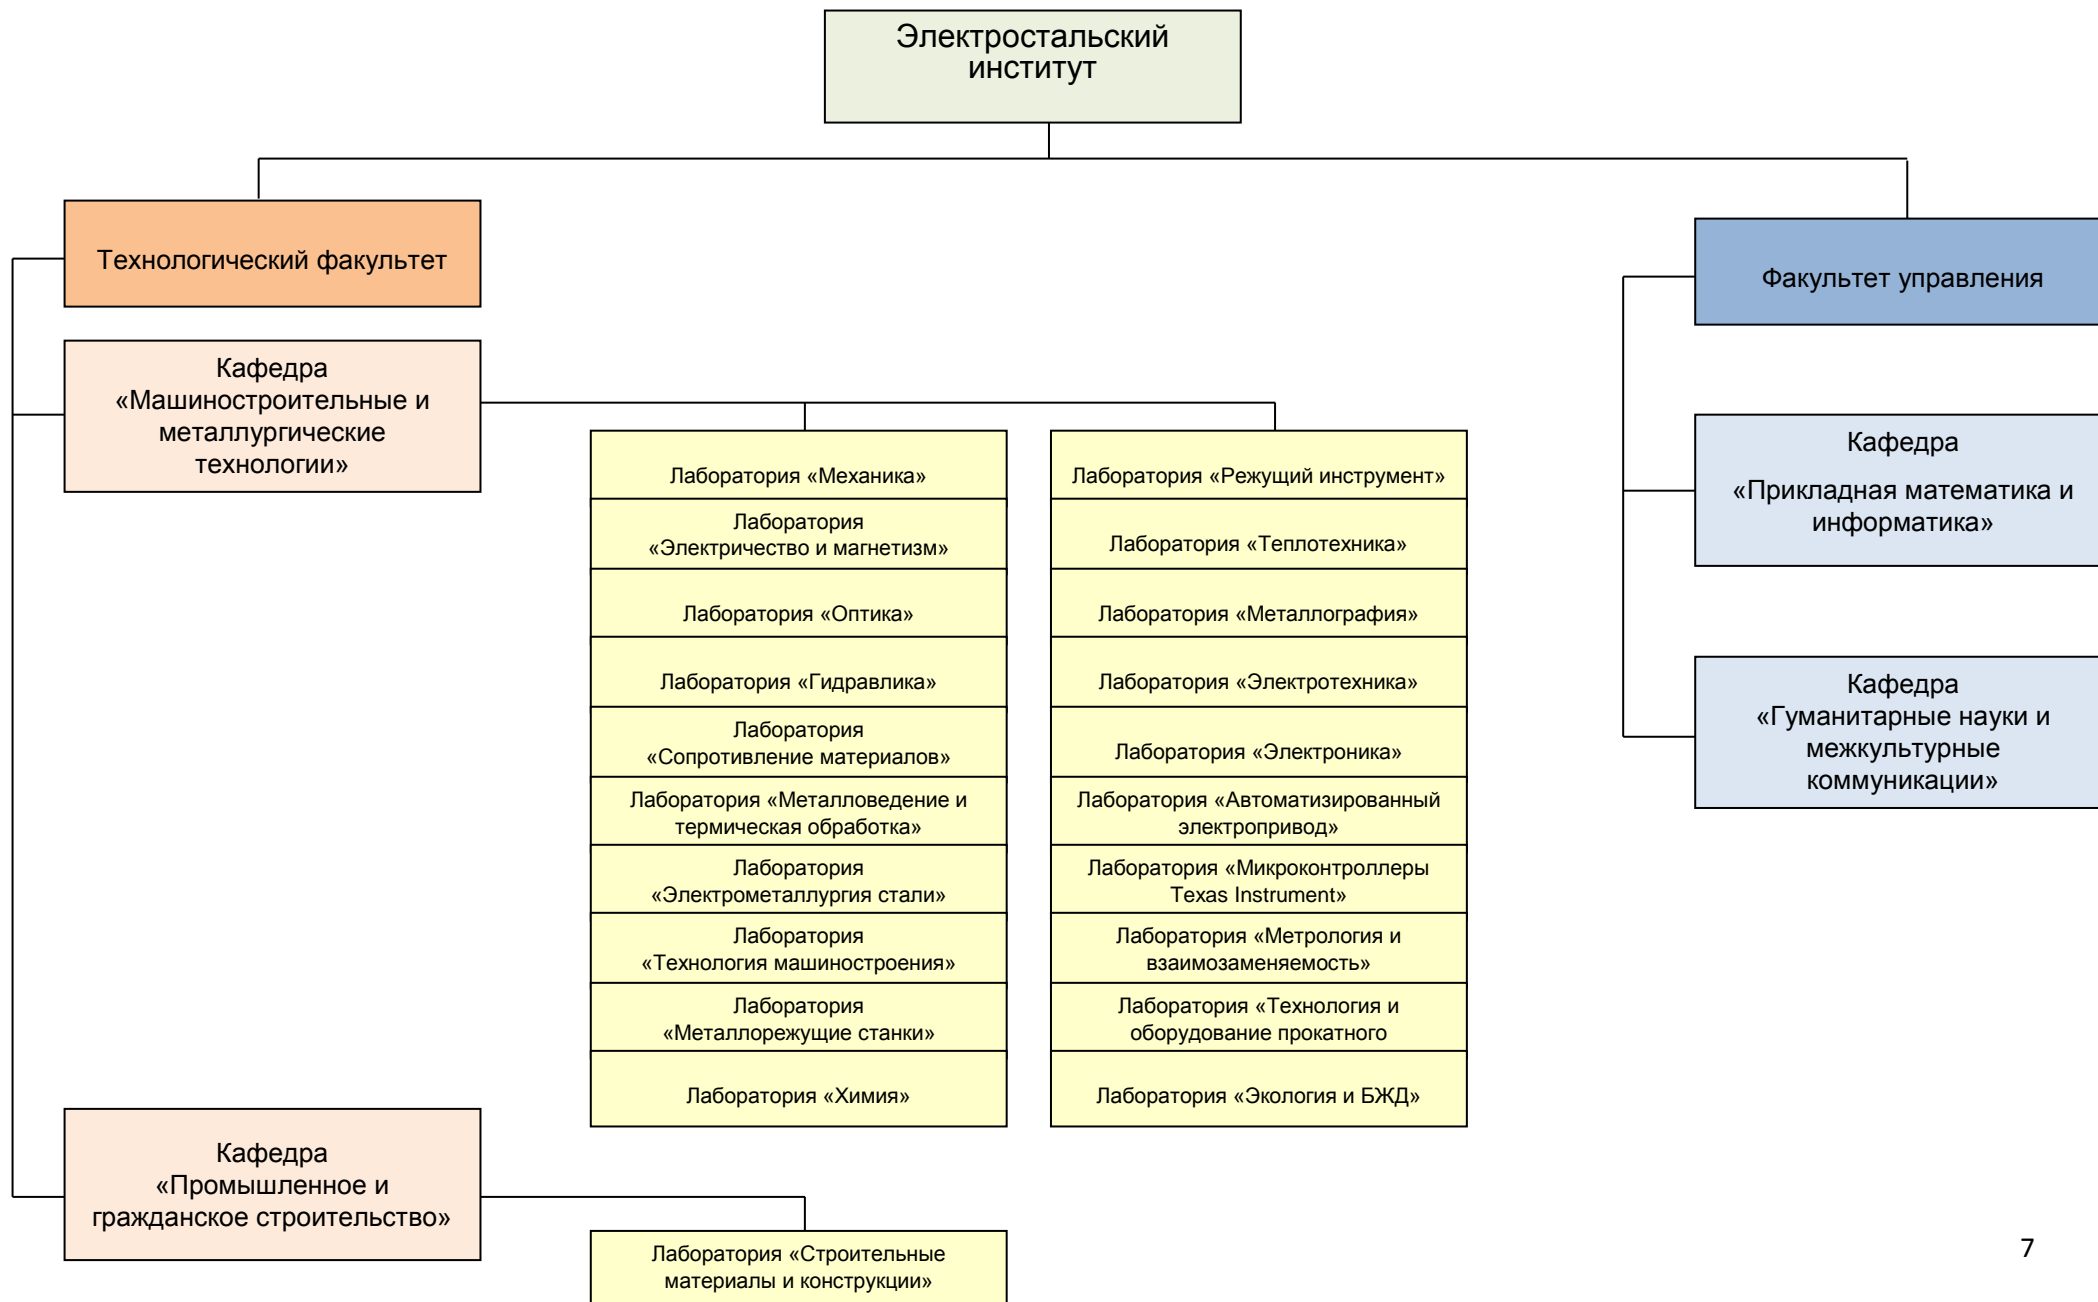 Электростальский
институт
Технологический факультет
Факультет управления
Кафедра
«Машиностроительные и
металлургические
технологии»
Лаборатория «Механика»
Лаборатория
«Электричество и магнетизм»
Лаборатория «Оптика»
Лаборатория «Гидравлика»
Лаборатория
«Сопротивление материалов»
Лаборатория «Металловедение и
термическая обработка»
Лаборатория
«Электрометаллургия стали»
Лаборатория
«Технология машиностроения»
Лаборатория
«Металлорежущие станки»
Лаборатория «Химия»
Лаборатория «Режущий инструмент»
Лаборатория «Теплотехника»
Лаборатория «Металлография»
Лаборатория «Электротехника»
Лаборатория «Электроника»
Лаборатория «Автоматизированный
электропривод»
Лаборатория «Микроконтроллеры
Texas Instrument»
Лаборатория «Метрология и
взаимозаменяемость»
Лаборатория «Технология и
оборудование прокатного
Лаборатория «Экология и БЖД»
Кафедра
«Прикладная математика и
информатика»
Кафедра
«Гуманитарные науки и
межкультурные
коммуникации»
Кафедра
«Промышленное и
гражданское строительство»
Лаборатория «Строительные
материалы и конструкции»
7